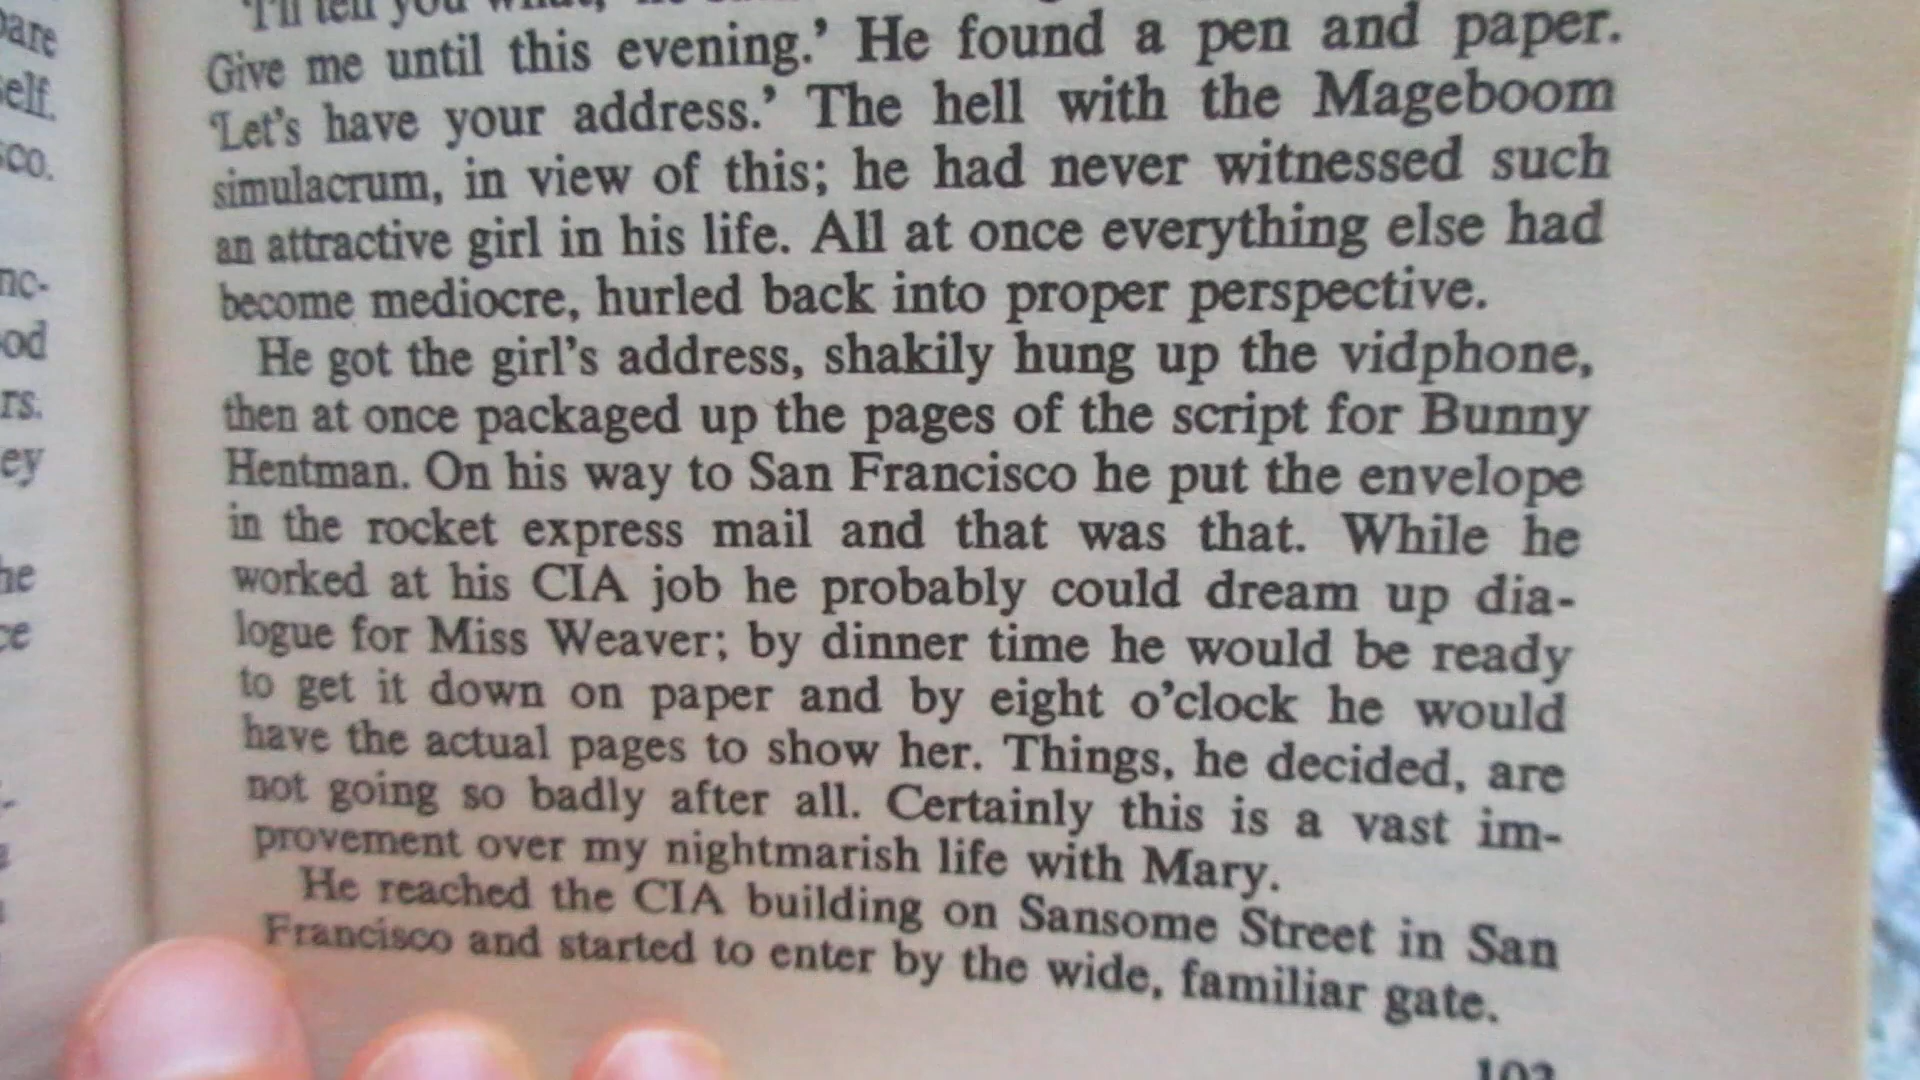 'I'll tell you what,'
Give me until this evening.' He found a pen and paper.
'Let's have your address.' The hell with the Mageboom
simulacrum, in view of this; he had never witnessed such
an attractive girl in his life. All at once everything else had
become mediocre, hurled back into proper perspective.
He got the girl's address, shakily hung up the vidphone,
then at once packaged up the pages of the script for Bunny
Hentman. On his way to San Francisco he put the envelope
in the rocket express mail and that was that. While he
worked at his CIA job he probably could dream up dia-
logue for Miss Weaver; by dinner time he would be ready
to get it down on paper and by eight o'clock he would
have the actual pages to show her. Things, he decided, are
not going so badly after all. Certainly this is a vast im-
provement over my nightmarish life with Mary.
He reached the CIA building on Sansome Street in San
Francisco and started to enter by the wide, familiar gate.